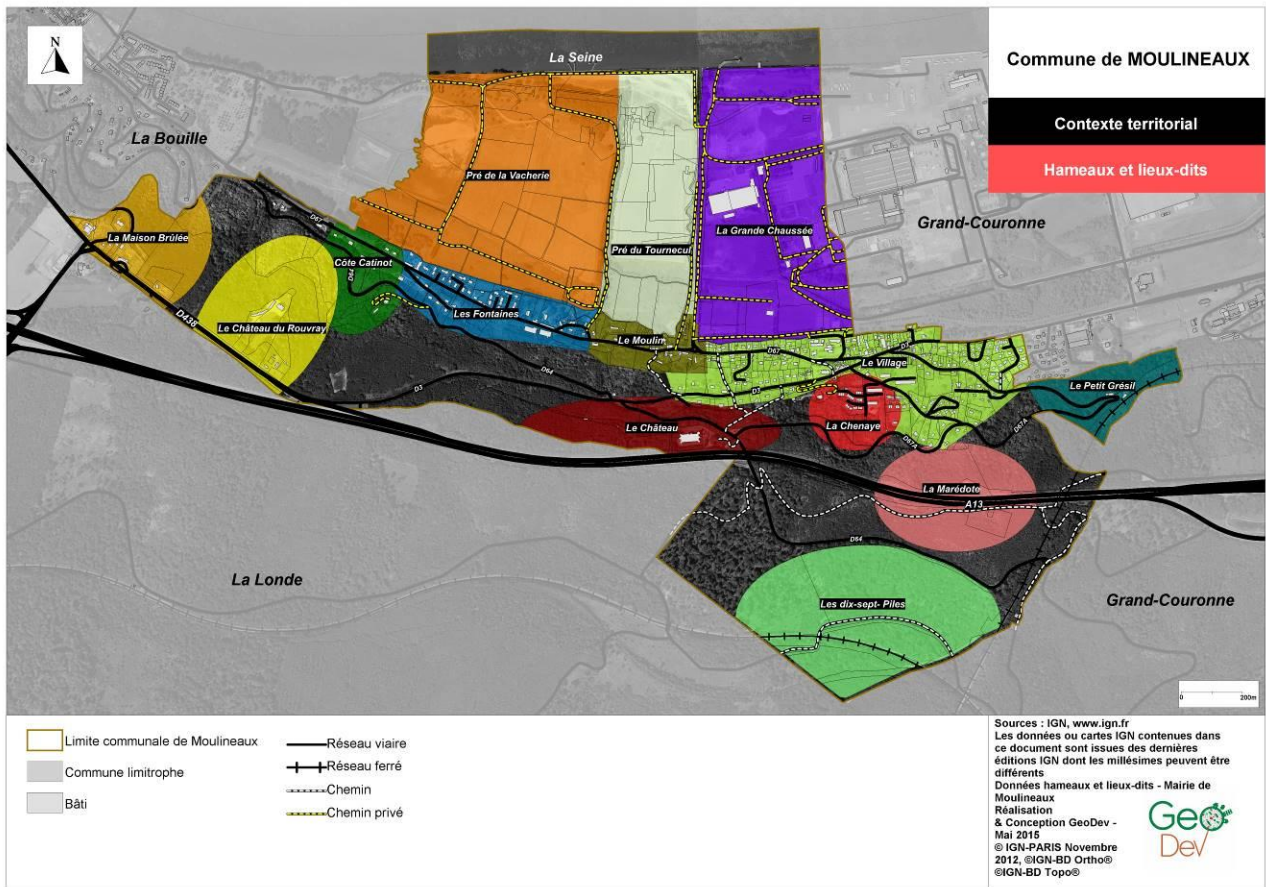 N
Commune de MOULINEAUX
Contexte territorial
Hameaux et lieux-dits
La Seine
La Bouille
Pré de la Vacherie
Grand-Couronne
La Grande Chaussée
La Maison Brûlée
D67
Pré du Tournecul
Côte Catinot
D64
Les Fontaines
Le Château du Rouvray
D438
Le Moulin
D67
D3
Le Village
D64
D3
D3
Le Petit Grésil
Le Château
La Chenaye
D67A
D67A
La Marédote
A13
D64
La Londe
Les dix-sept- Piles
Grand-Couronne
0 200m
Limite communale de Moulineaux
Commune limitrophe
Bâti
Réseau viaire
Réseau ferré
Chemin
Chemin privé
Sources : IGN, www.ign.fr
Les données ou cartes IGN contenues dans
ce document sont issues des dernières
éditions IGN dont les millésimes peuvent être
différents
Données hameaux et lieux-dits - Mairie de
Moulineaux
Réalisation
& Conception GeoDev -
Mai 2015
© IGN-PARIS Novembre
2012, ©IGN-BD Ortho®
©IGN-BD Topo®
Geo
Dev